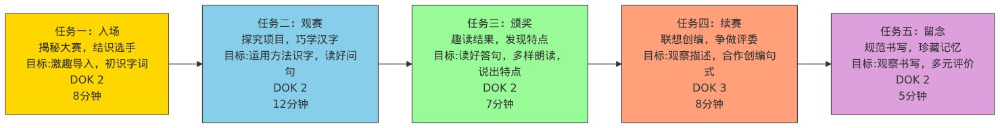 任务一：入场
揭秘大赛，结识选手
目标:激趣导入，初识字词
DOK 2
8分钟
任务二：观赛
探究项目，巧学汉字
目标:运用方法识字，读好问
句
DOK 2
12分钟
任务三：颁奖
趣读结果，发现特点
目标:读好答句，多样朗读，
说出特点
DOK 2
7分钟
任务四：续赛
联想创编，争做评委
目标:观察描述，合作创编句
式
DOK 3
8分钟
任务五：留念
规范书写，珍藏记忆
目标:观察书写，多元评价
DOK 2
5分钟